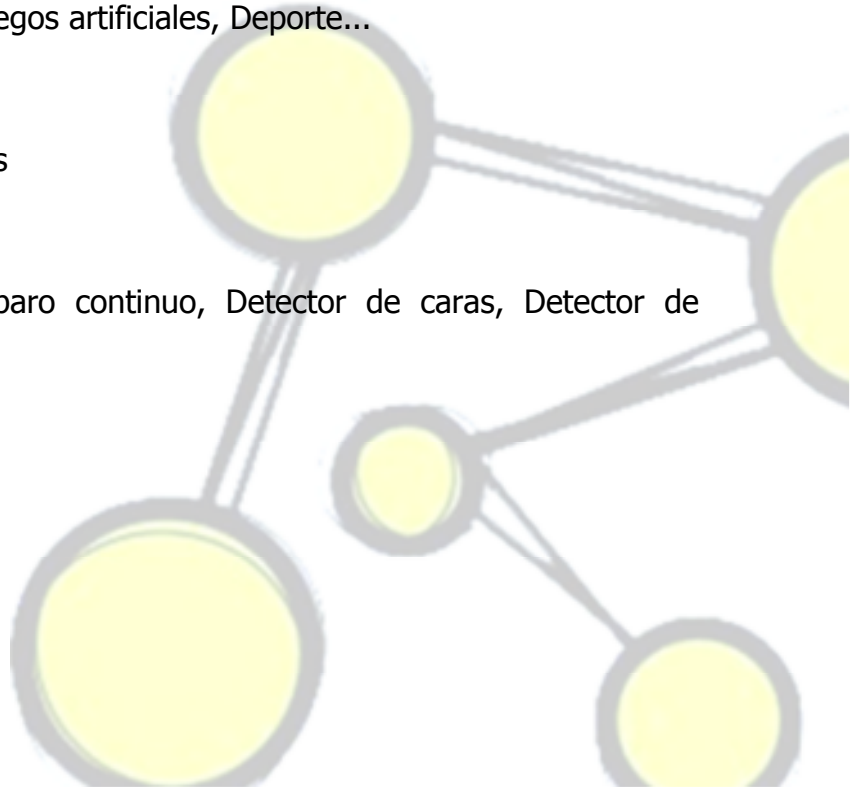 egos artificiales, Deporte...
s
paro continuo, Detector de caras, Detector de